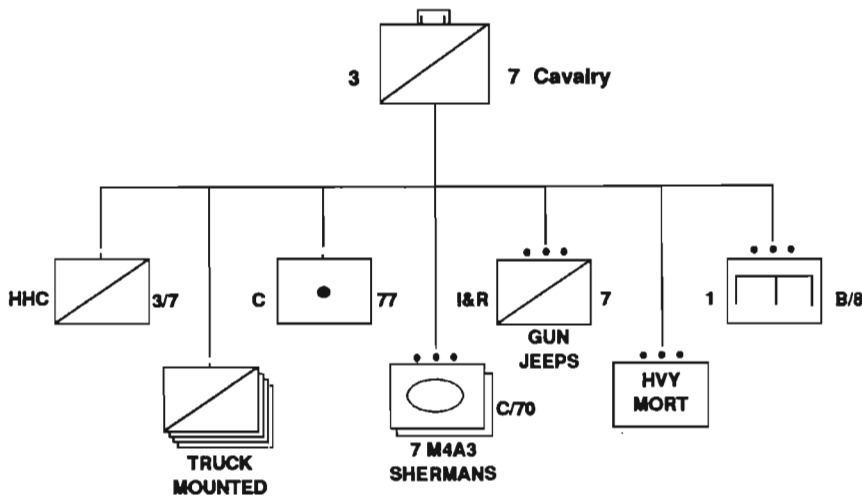 3
7 Cavalry
HHC
3/7
C
77
I&R
7
1
B/8
GUN
JEEPS
HVY
MORT
C/70
TRUCK
MOUNTED
7 M4A3
SHERMANS